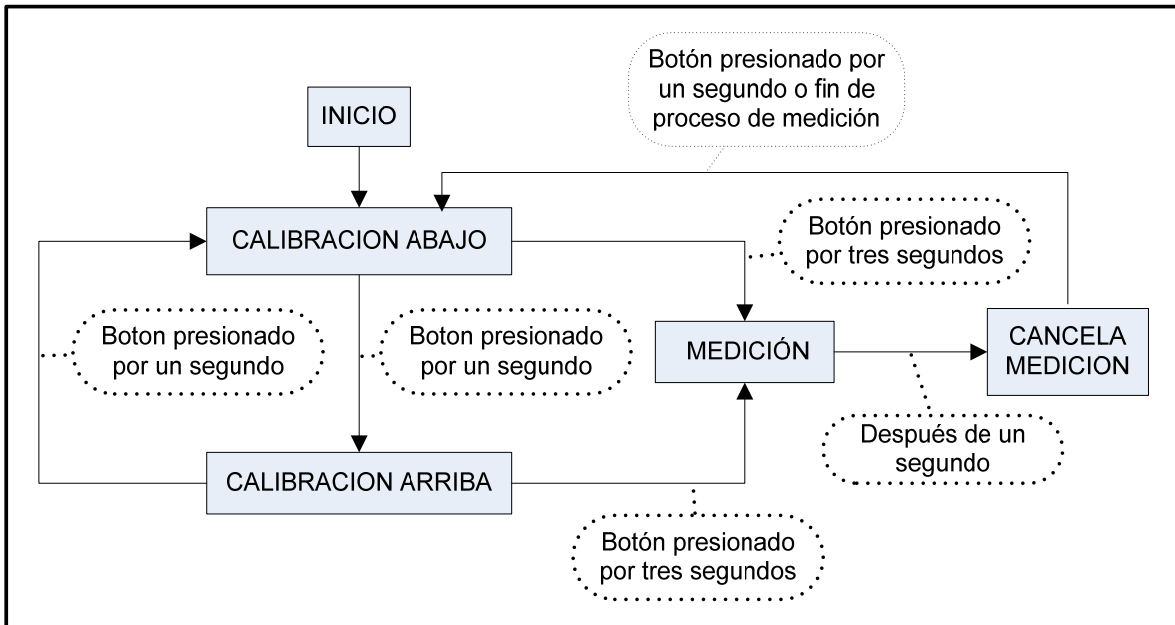 Botón presionado por
un segundo o fin de
proceso de medición
INICIO
CALIBRACION ABAJO
Botón presionado
por tres segundos
Boton presionado
por un segundo
Boton presionado
por un segundo
MEDICIÓN
CANCELA
MEDICION
Después de un
segundo
CALIBRACION ARRIBA
Botón presionado
por tres segundos